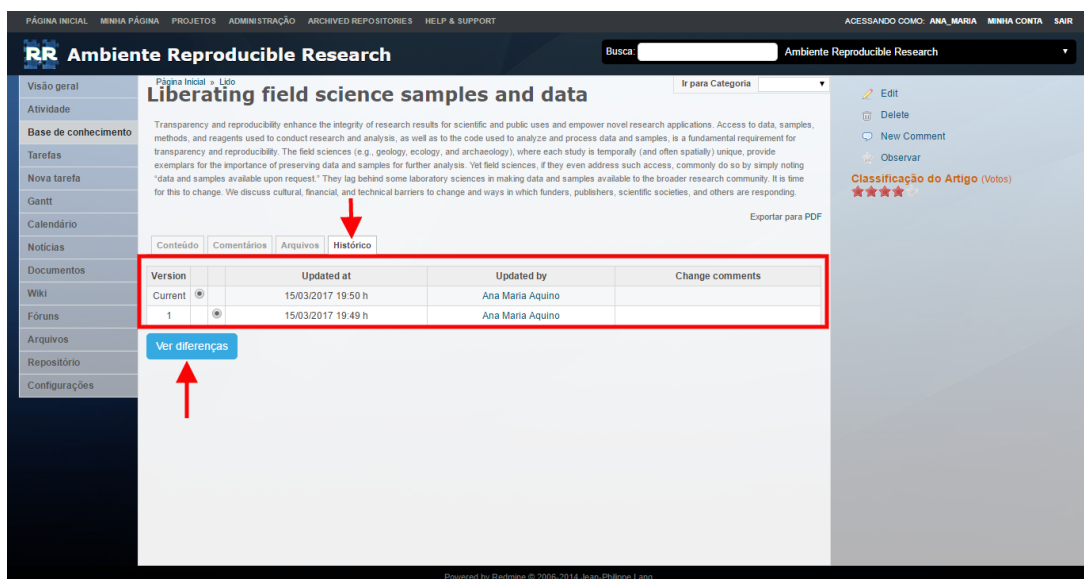 PÁGINA INICIAL MINHA PÁGINA PROJETOS ADMINISTRAÇÃO ARCHIVED REPOSITORIES HELP & SUPPORT ACESSANDO COMO: ANA_MARIA MINHA CONTA SAIR
RR Ambiente Reproducible Research Busca: Ambiente Reproducible Research
Visão geral
Atividade
Base de conhecimento
Tarefas
Nova tarefa
Gantt
Calendário
Notícias
Documentos
Wiki
Fóruns
Arquivos
Repositório
Configurações
Página Inicial » Lido
Ir para Categoria
Liberating field science samples and data
Transparency and reproducibility enhance the integrity of research results for scientific and public uses and empower novel research applications. Access to data, samples,
methods, and reagents used to conduct research and analysis, as well as to the code used to analyze and process data and samples, is a fundamental requirement for
transparency and reproducibility. The field sciences (e.g., geology, ecology, and archaeology), where each study is temporally (and often spatially) unique, provide
exemplars for the importance of preserving data and samples for further analysis. Yet field sciences, if they even address such access, commonly do so by simply noting
"data and samples available upon request." They lag behind some laboratory sciences in making data and samples available to the broader research community. It is time
for this to change. We discuss cultural, financial, and technical barriers to change and ways in which funders, publishers, scientific societies, and others are responding.
Exportar para PDF
Conteúdo Comentários Arquivos Histórico
Version Updated at Updated by Change comments
Current 15/03/2017 19:50 h Ana Maria Aquino
1 15/03/2017 19:49 h Ana Maria Aquino
Ver diferenças
Edit
Delete
New Comment
Observar
Classificação do Artigo (Votos)
Powered by Redmine © 2006-2014 Jean-Philippe Lang